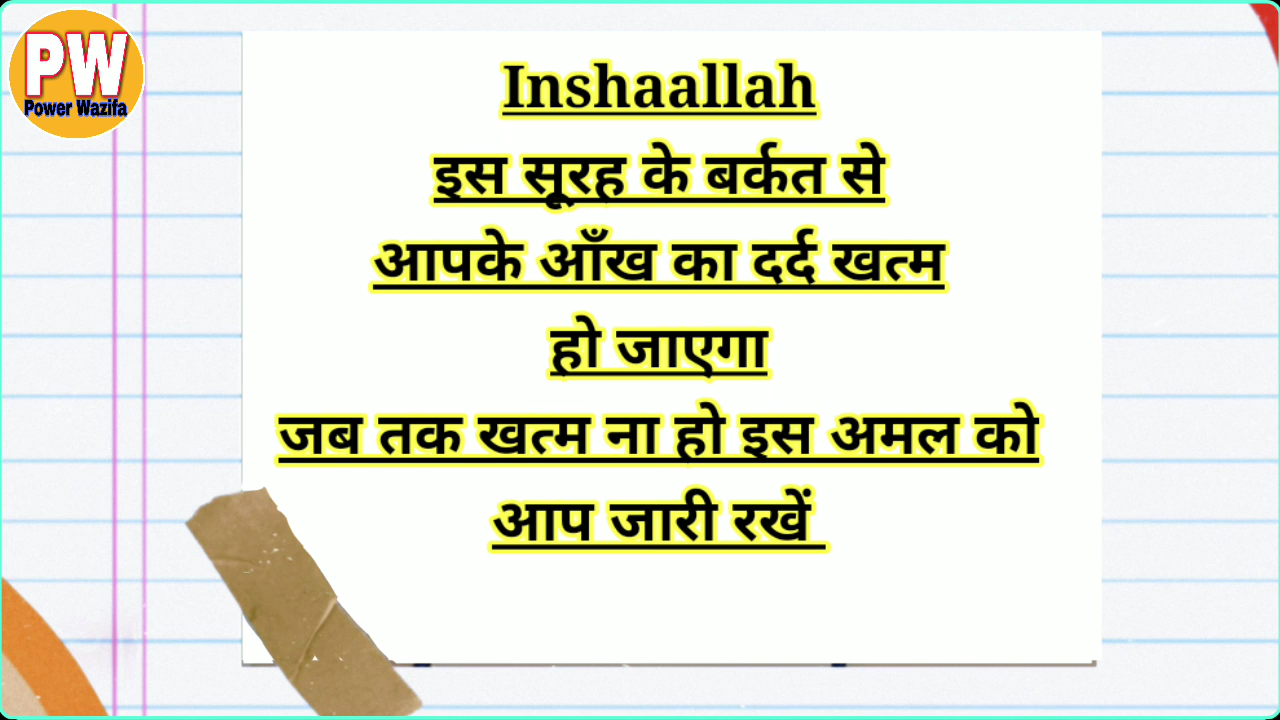 PW
Power Wazifa
Inshaallah
इस सूरह के बर्कत से
आपके आँख का दर्द खत्म
हो जाएगा
जब तक खत्म ना हो इस अमल को
आप जारी रखें